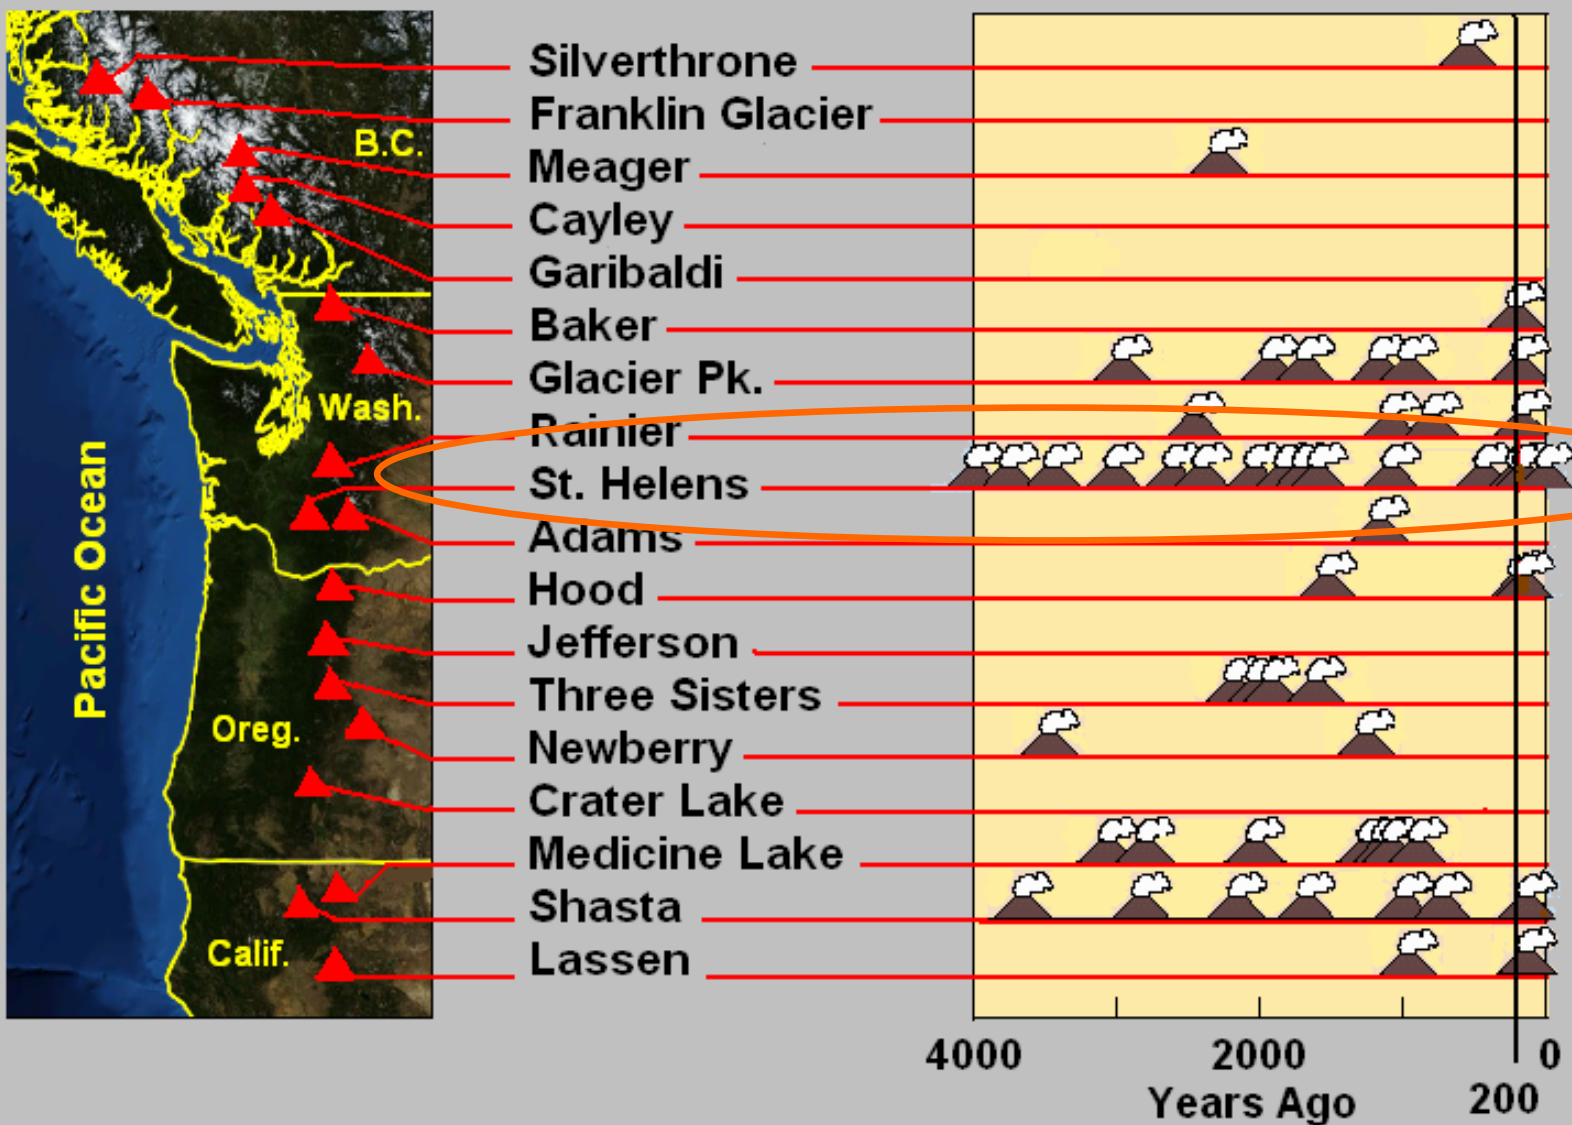 Silverthrone
Franklin Glacier
B.C.
Meager
Cayley
Garibaldi
Baker
Glacier Pk.
Wash.
Rainier
St. Helens
Adams
Pacific Ocean
Hood
Jefferson
Three Sisters
Oreg.
Newberry
Crater Lake
Medicine Lake
Shasta
Calif.
Lassen
4000 2000 0
Years Ago 200